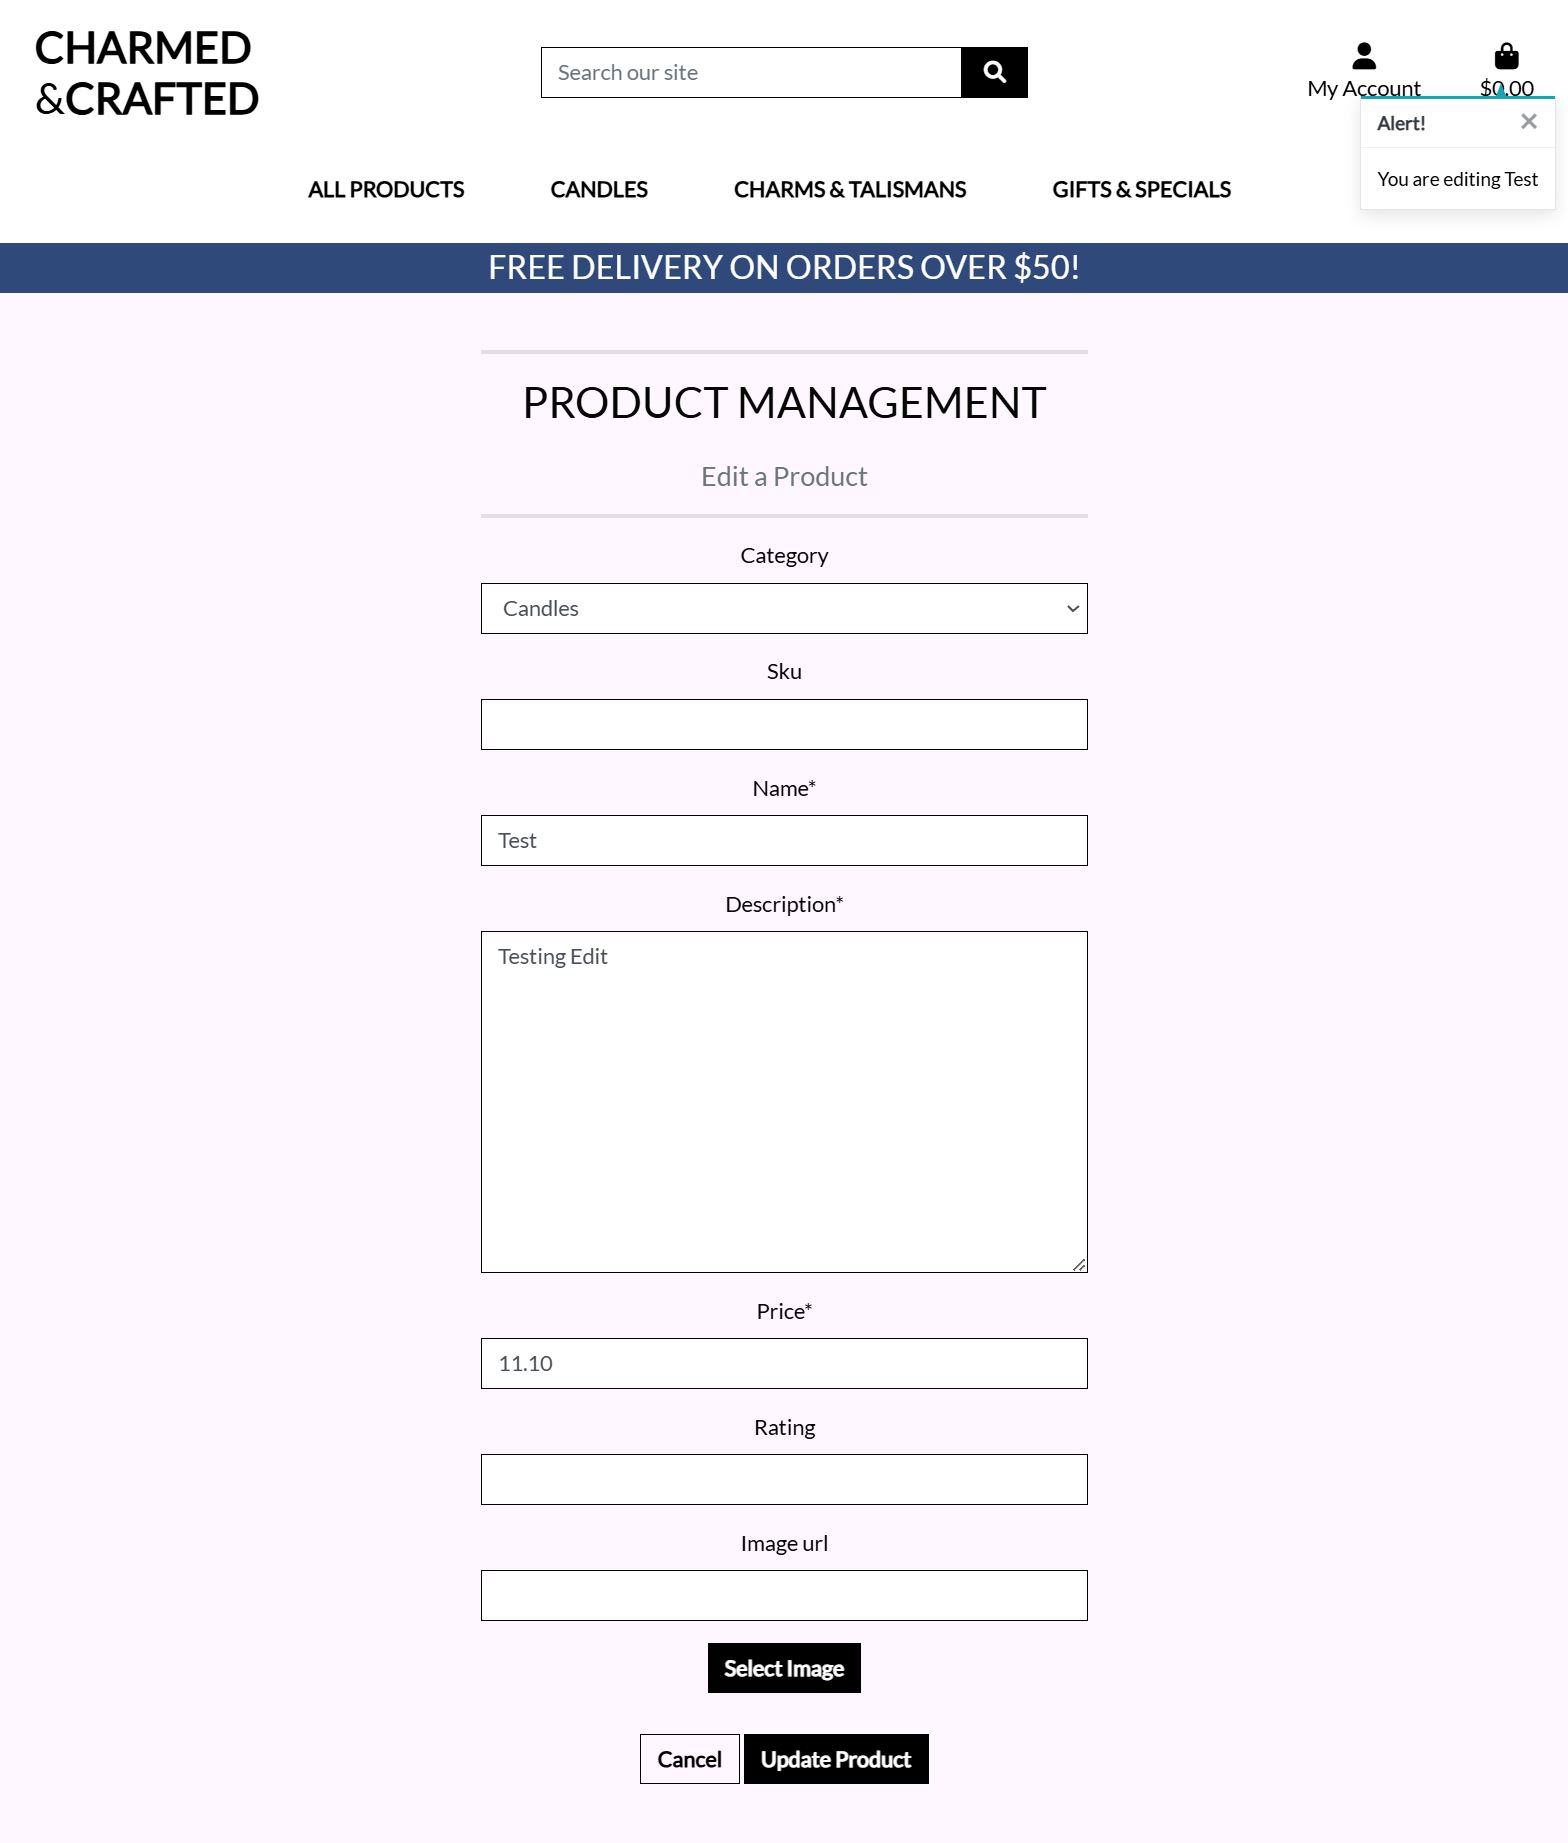 CHARMED
&CRAFTED
Search our site
My Account
$0.00
Alert!
×
You are editing Test
ALL PRODUCTS
CANDLES
CHARMS & TALISMANS
GIFTS & SPECIALS
FREE DELIVERY ON ORDERS OVER $50!
PRODUCT MANAGEMENT
Edit a Product
Category
Candles
Sku
Name*
Test
Description*
Testing Edit
Price*
11.10
Rating
Image url
Select Image
Cancel
Update Product